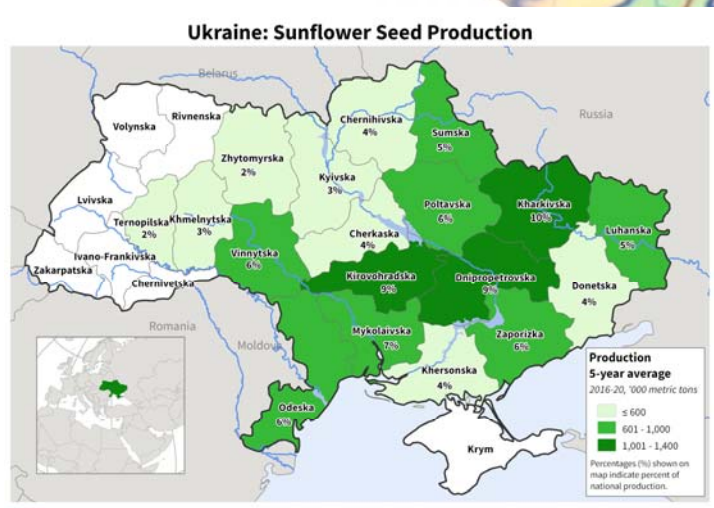 Ukraine: Sunflower Seed Production
Belarus
Russia
Volynska
Rivnenska
Chernihivska
4%
Sumska
5%
Zhytomyrska
2%
Kyivska
3%
Lvivska
Poltavska
6%
Kharkivska
10%
Ternopilska
2%
Khmelnytska
3%
Cherkaska
4%
Luhanska
5%
Vinnytska
6%
Ivano-Frankivska
Zakarpatska
Chernivetska
Kirovohradska
9%
Dnipropetrovska
9%
Donetska
4%
Romania
Moldova
Mykolaivska
7%
Zaporizka
6%
Khersonska
4%
Odeska
6%
Krym
Production
5-year average
2016-20, '000 metric tons
≤ 600
601 - 1,000
1,001 - 1,400
Percentages (%) shown on
map indicate percent of
national production.